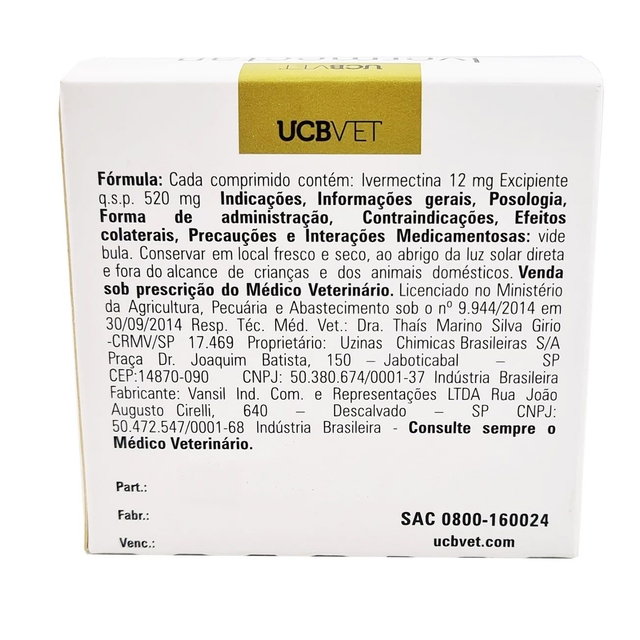 UCBVET
UCBVET
Fórmula: Cada comprimido contém: Ivermectina 12 mg Excipiente
q.s.p. 520 mg Indicações, Informações gerais, Posologia,
Forma de administração, Contraindicações, Efeitos
colaterais, Precauções e Interações Medicamentosas: vide
bula. Conservar em local fresco e seco, ao abrigo da luz solar direta
e fora do alcance de crianças e dos animais domésticos. Venda
sob prescrição do Médico Veterinário. Licenciado no Ministério
da Agricultura, Pecuária e Abastecimento sob o nº 9.944/2014 em
30/09/2014 Resp. Téc. Méd. Vet.: Dra. Thaís Marino Silva Girio
-CRMV/SP 17.469 Proprietário: Uzinas Chimicas Brasileiras S/A
Praça Dr. Joaquim Batista, 150 – Jaboticabal – SP
CEP:14870-090 CNPJ: 50.380.674/0001-37 Indústria Brasileira
Fabricante: Vansil Ind. Com. e Representações LTDA Rua João
Augusto Cirelli, 640 – Descalvado – SP CNPJ:
50.472.547/0001-68 Indústria Brasileira - Consulte sempre o
Médico Veterinário.
Part.:
Fabr.:
Venc.:
SAC 0800-160024
ucbvet.com